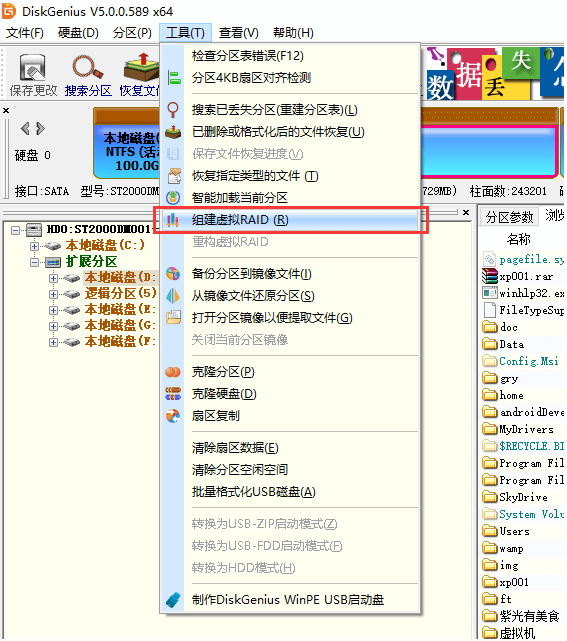 DiskGenius V5.0.0.589 x64
文件(F) 硬盘(D) 分区(P) 工具(T) 查看(V) 帮助(H)
保存更改 搜索分区 恢复文
数 据 丢 失
硬盘 0
本地磁盘
NTFS (活
100.0G
接口:SATA 型号:ST2000DM
729MB) 柱面数:243201
HD0:ST2000DM001
本地磁盘(C:)
扩展分区
本地磁盘(D:
逻辑分区(5)
本地磁盘(E:
本地磁盘(G:
本地磁盘(F:
检查分区表错误(F12)
分区4KB扇区对齐检测
搜索已丢失分区(重建分区表)(L)
已删除或格式化后的文件恢复(U)
保存文件恢复进度(V)
恢复指定类型的文件 (T)
智能加载当前分区
组建虚拟RAID (R)
重构虚拟RAID
备份分区到镜像文件(I)
从镜像文件还原分区(S)
打开分区镜像以便提取文件(G)
关闭当前分区镜像
克隆分区(P)
克隆硬盘(D)
扇区复制
清除扇区数据(E)
清除分区空闲空间
批量格式化USB磁盘(A)
转换为USB-ZIP启动模式(Z)
转换为USB-FDD启动模式(F)
转换为HDD模式(H)
制作DiskGenius WinPE USB启动盘
分区参数 浏
名称
pagefile.sy
xp001.rar
winhlp32.ex
FileTypeSup
doc
Data
Config.Msi
gry
home
androidDeve
MyDrivers
$RECYCLE.BI
Program Fil
Program Fil
SkyDrive
System Volu
Users
wamp
img
xp001
ft
紫光有美食
虚拟机